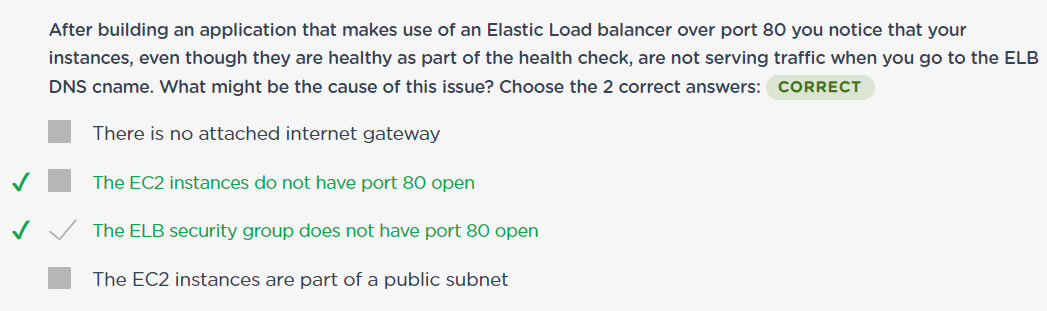 After building an application that makes use of an Elastic Load balancer over port 80 you notice that your
instances, even though they are healthy as part of the health check, are not serving traffic when you go to the ELB
DNS cname. What might be the cause of this issue? Choose the 2 correct answers: CORRECT
There is no attached internet gateway
The EC2 instances do not have port 80 open
The ELB security group does not have port 80 open
The EC2 instances are part of a public subnet